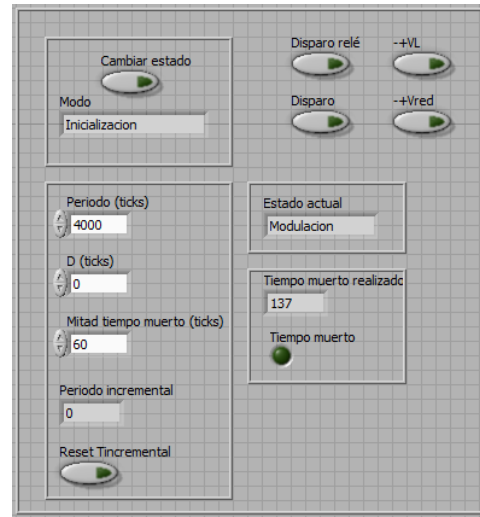 Cambiar estado
Modo
Inicializacion
Disparo relé
-+VL
Disparo
-+Vred
Periodo (ticks)
4000
D (ticks)
0
Mitad tiempo muerto (ticks)
60
Periodo incremental
0
Reset Tincremental
Estado actual
Modulacion
Tiempo muerto realizado
137
Tiempo muerto